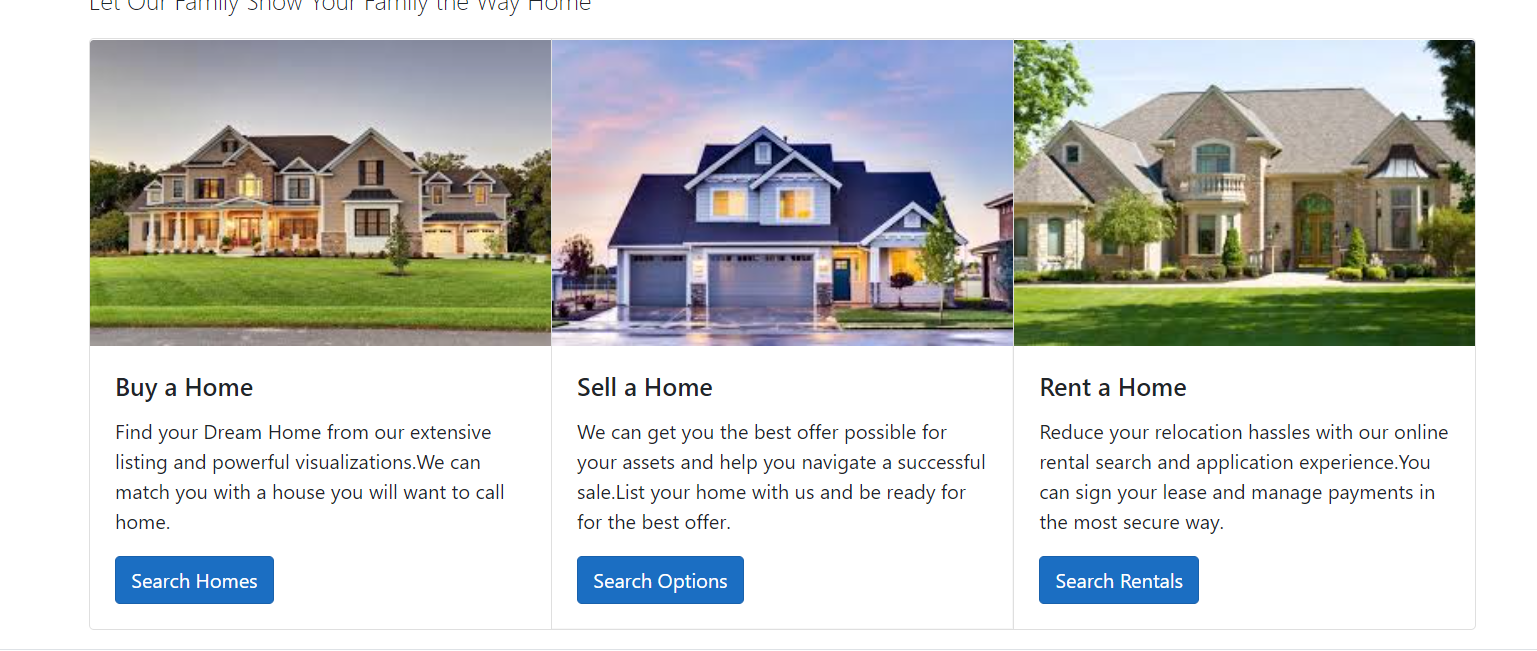 Let Our Family Show Your Family the Way Home
Buy a Home
Find your Dream Home from our extensive
listing and powerful visualizations.We can
match you with a house you will want to call
home.
Search Homes
Sell a Home
We can get you the best offer possible for
your assets and help you navigate a successful
sale.List your home with us and be ready for
for the best offer.
Search Options
Rent a Home
Reduce your relocation hassles with our online
rental search and application experience.You
can sign your lease and manage payments in
the most secure way.
Search Rentals